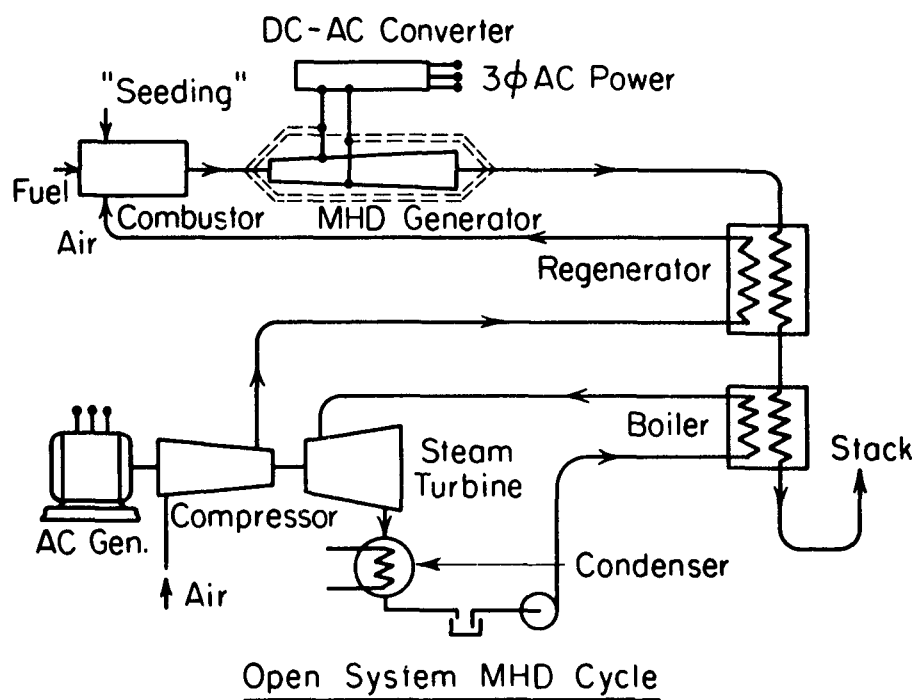 DC-AC Converter
3ϕ AC Power
"Seeding"
Fuel
Combustor
MHD Generator
Air
Regenerator
Boiler
Stack
Steam
Turbine
Compressor
AC Gen.
Condenser
Air
Open System MHD Cycle